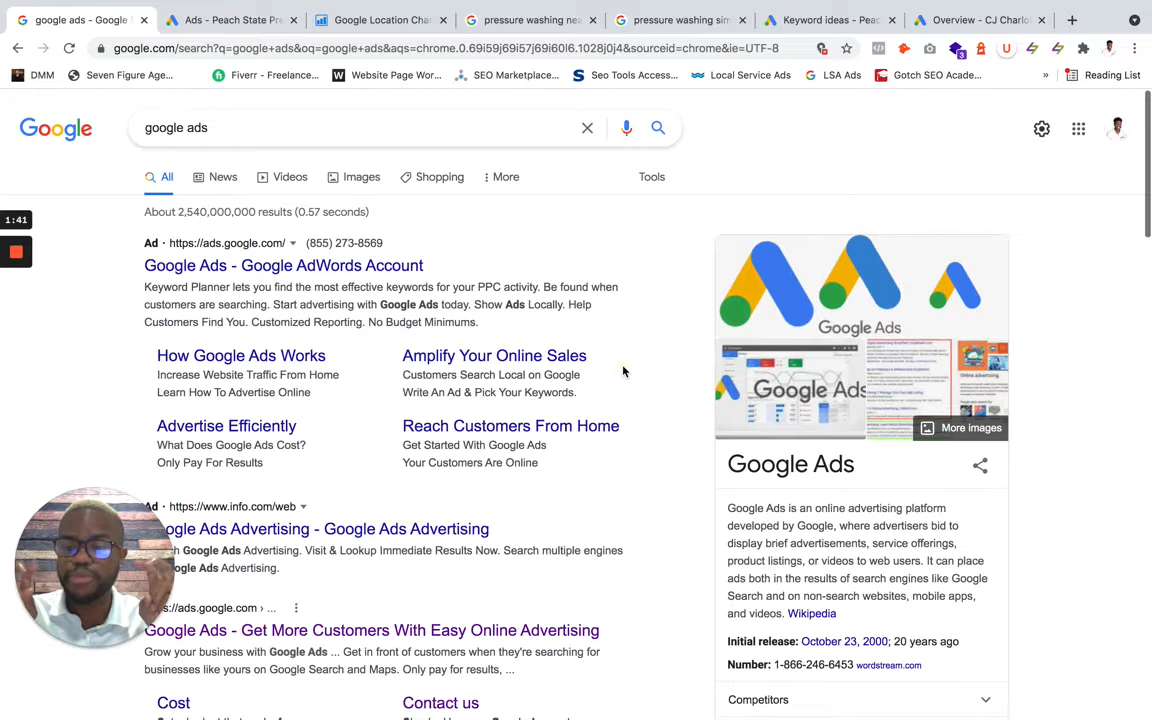 google ads - Google S
Ads - Peach State Pre
Google Location Chan
pressure washing nea
pressure washing sim
Keyword ideas - Peac
Overview - CJ Charlo
google.com/search?q=google+ads&oq=google+ads&aqs=chrome.0.69i59j69i57j69i60l6.1028j0j4&sourceid=chrome&ie=UTF-8
3
U
DMM
Seven Figure Age...
Fiverr - Freelance...
Website Page Wor...
SEO Marketplace...
Seo Tools Access...
Local Service Ads
LSA Ads
Gotch SEO Acade...
»
Reading List
Google
google ads
All
News
Videos
Images
Shopping
More
Tools
About 2,540,000,000 results (0.57 seconds)
1:41
Ad · https://ads.google.com/ (855) 273-8569
Google Ads - Google AdWords Account
Keyword Planner lets you find the most effective keywords for your PPC activity. Be found when
customers are searching. Start advertising with Google Ads today. Show Ads Locally. Help
Customers Find You. Customized Reporting. No Budget Minimums.
How Google Ads Works
Increase Website Traffic From Home
Learn How To Advertise Online
Amplify Your Online Sales
Customers Search Local on Google
Write An Ad & Pick Your Keywords.
Advertise Efficiently
What Does Google Ads Cost?
Only Pay For Results
Reach Customers From Home
Get Started With Google Ads
Your Customers Are Online
Ad · https://www.info.com/web
ogle Ads Advertising - Google Ads Advertising
h Google Ads Advertising. Visit & Lookup Immediate Results Now. Search multiple engines
ogle Ads Advertising.
s://ads.google.com › ...
Google Ads - Get More Customers With Easy Online Advertising
Grow your business with Google Ads ... Get in front of customers when they're searching for
businesses like yours on Google Search and Maps. Only pay for results, ...
Cost
Contact us
Google Ads
Google Ads
More images
Google Ads
Google Ads is an online advertising platform
developed by Google, where advertisers bid to
display brief advertisements, service offerings,
product listings, or videos to web users. It can place
ads both in the results of search engines like Google
Search and on non-search websites, mobile apps,
and videos. Wikipedia
Initial release: October 23, 2000; 20 years ago
Number: 1-866-246-6453 wordstream.com
Competitors